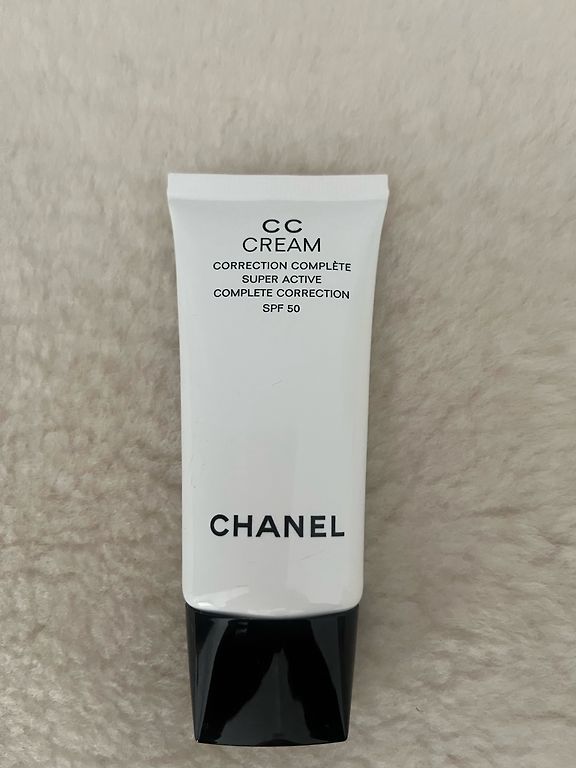 CC
CREAM
CORRECTION COMPLÈTE
SUPER ACTIVE
COMPLETE CORRECTION
SPF 50
CHANEL